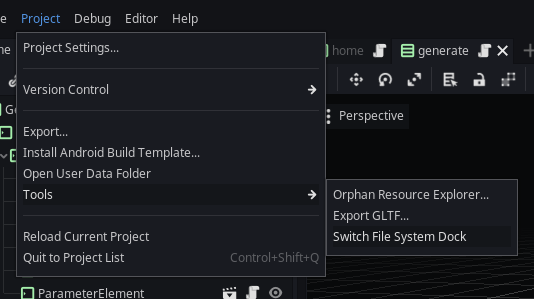 e Project Debug Editor Help
me home generate
Project Settings...
Version Control
Perspective
Export...
Install Android Build Template...
Open User Data Folder
Tools
Orphan Resource Explorer...
Export GLTF...
Switch File System Dock
Reload Current Project
Quit to Project List Control+Shift+Q
ParameterElement